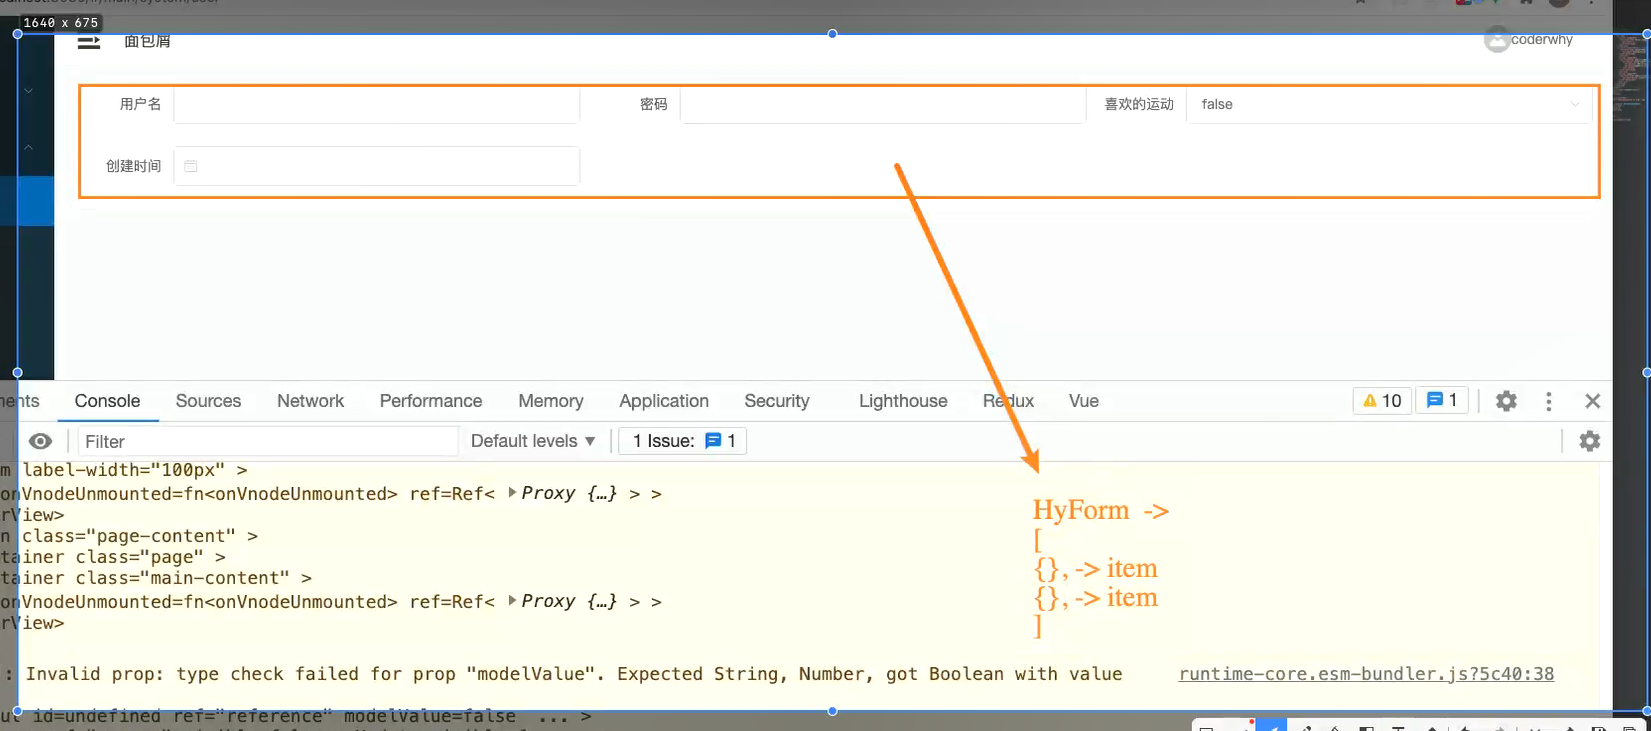 1640 x 675
面包屑
coderwhy
用户名
密码
喜欢的运动
false
创建时间
Console
Sources
Network
Performance
Memory
Application
Security
Lighthouse
Redux
Vue
10
1
Filter
Default levels ▼
1 Issue:
1
m label-width="100px" >
onVnodeUnmounted=fn<onVnodeUnmounted> ref=Ref< ▶Proxy {…} > >
rView>
n class="page-content" >
tainer class="page" >
tainer class="main-content" >
onVnodeUnmounted=fn<onVnodeUnmounted> ref=Ref< ▶Proxy {…} > >
rView>
HyForm ->
[
{}, -> item
{}, -> item
]
: Invalid prop: type check failed for prop "modelValue". Expected String, Number, got Boolean with value
runtime-core.esm-bundler.js?5c40:38
ut id=undefined ref="reference" modelValue=false ... >